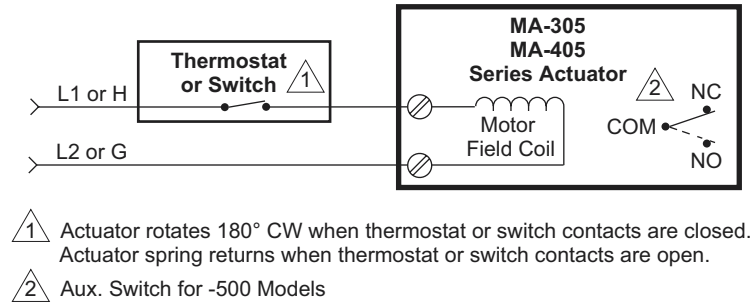 MA-305
MA-405
Series Actuator
Thermostat
or Switch
1
2
NC
L1 or H
COM
Motor
Field Coil
NO
L2 or G
1 Actuator rotates 180° CW when thermostat or switch contacts are closed.
Actuator spring returns when thermostat or switch contacts are open.
2 Aux. Switch for -500 Models